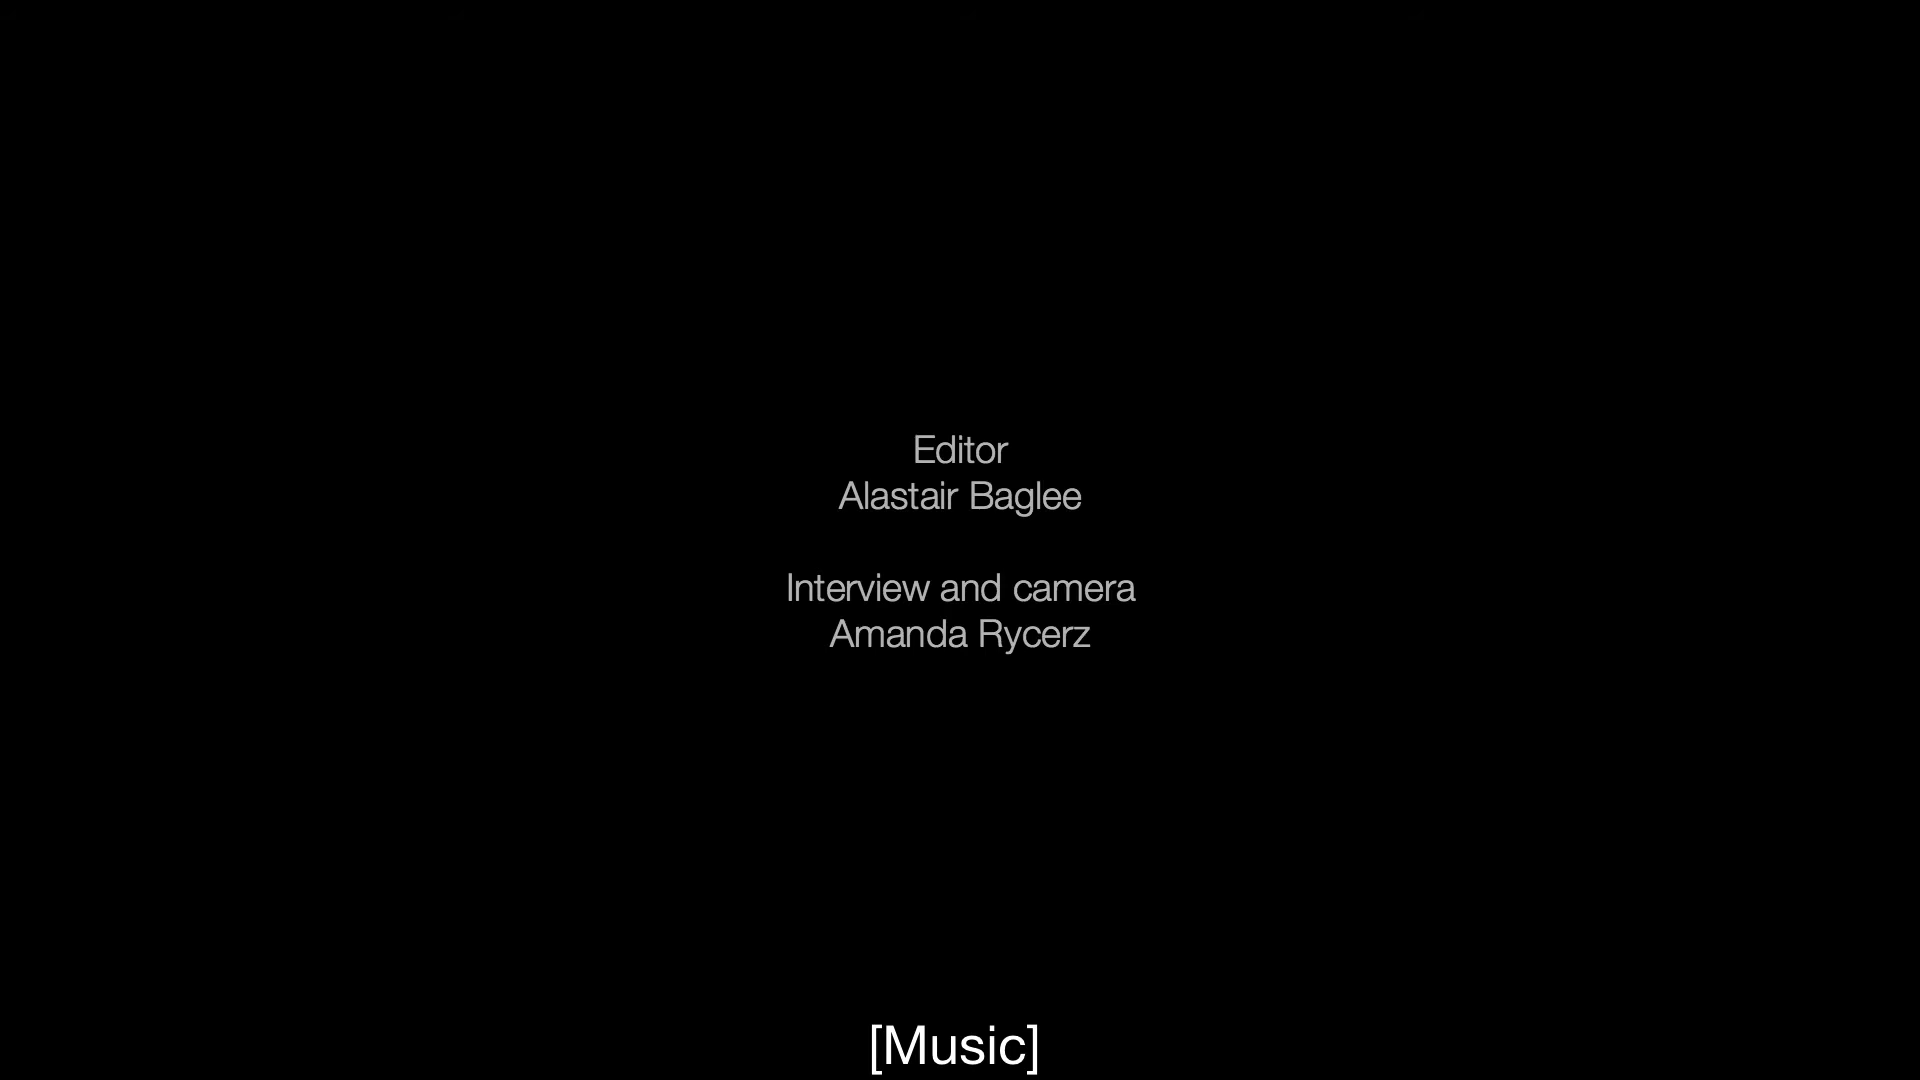 Editor
Alastair Baglee
Interview and camera
Amanda Rycerz
[Music]